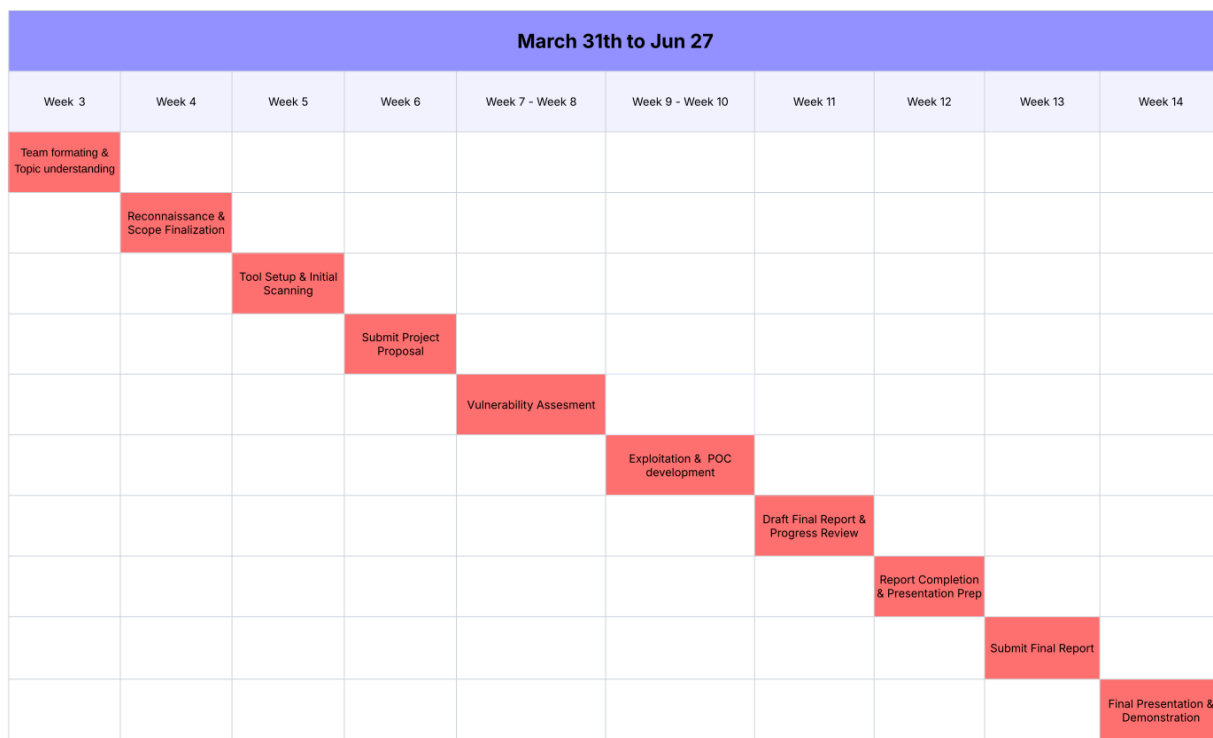 March 31th to Jun 27
Week 3
Week 4
Week 5
Week 6
Week 7 - Week 8
Week 9 - Week 10
Week 11
Week 12
Week 13
Week 14
Team formating &
Topic understanding
Reconnaissance &
Scope Finalization
Tool Setup & Initial
Scanning
Submit Project
Proposal
Vulnerability Assesment
Exploitation & POC
development
Draft Final Report &
Progress Review
Report Completion
& Presentation Prep
Submit Final Report
Final Presentation &
Demonstration